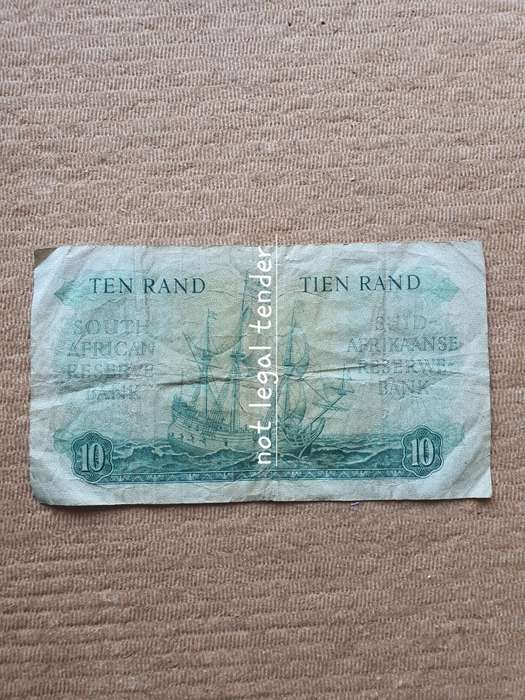 TEN RAND
TIEN RAND
SOUTH
AFRICAN
RESERVE
BANK
SUID-
AFRIKAANSE
RESERWE-
BANK
not legal tender
10
10